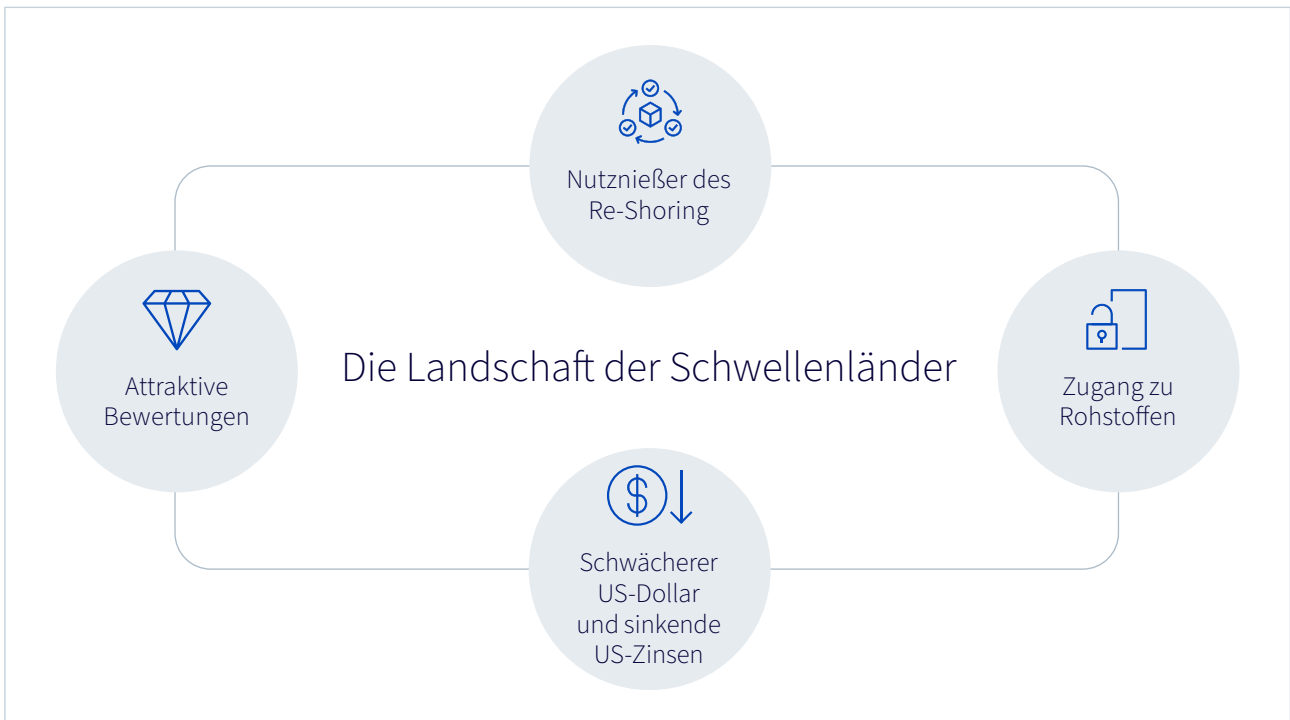 Nutznießer des
Re-Shoring
Attraktive
Bewertungen
Die Landschaft der Schwellenländer
Zugang zu
Rohstoffen
$
Schwächerer
US-Dollar
und sinkende
US-Zinsen